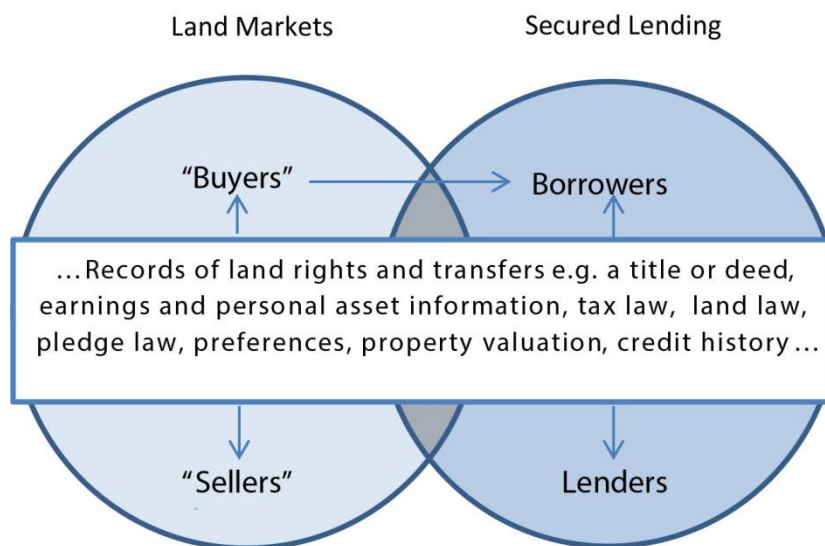 Land Markets
Secured Lending
“Buyers”
Borrowers
...Records of land rights and transfers e.g. a title or deed,
earnings and personal asset information, tax law, land law,
pledge law, preferences, property valuation, credit history...
“Sellers”
Lenders